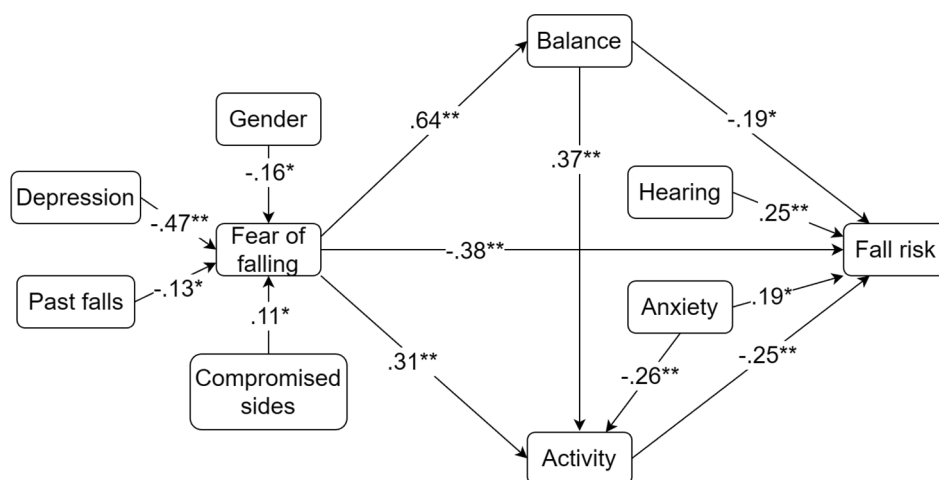 Balance
Gender
.64**
-.19*
-.16*
.37**
Depression
Hearing
-.47**
.25**
Fear of
falling
-.38**
Fall risk
Past falls
-.13*
Anxiety
.19*
.11*
.31**
-.25**
Compromised
sides
-.26**
Activity